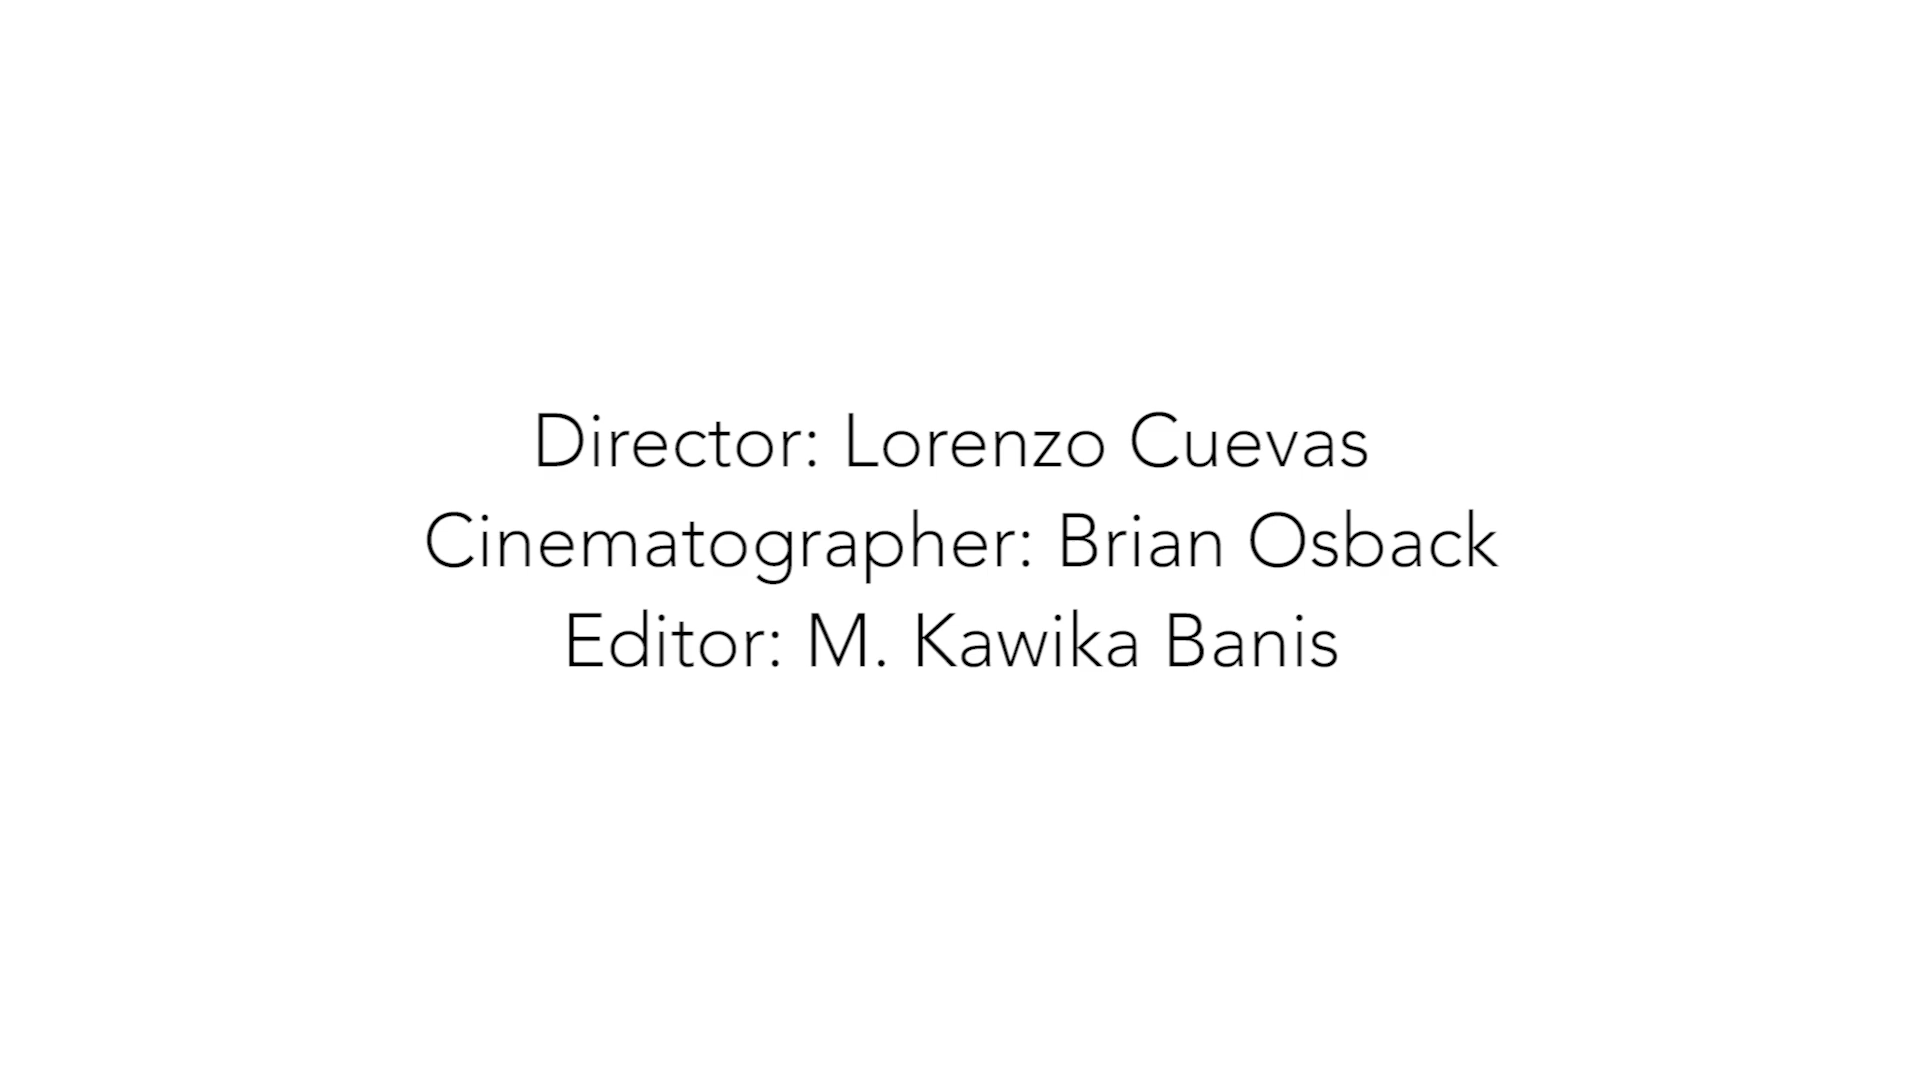 Director: Lorenzo Cuevas
Cinematographer: Brian Osback
Editor: M. Kawika Banis